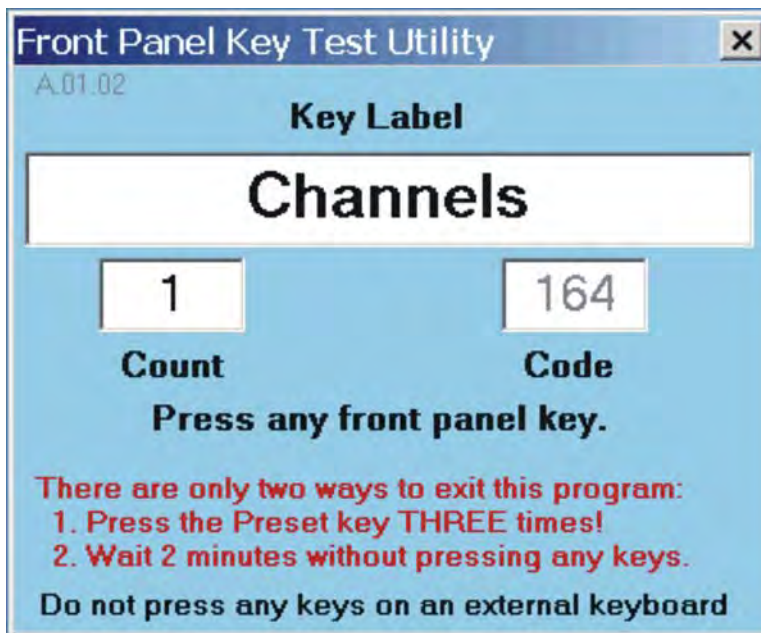 Front Panel Key Test Utility
A.01.02
Key Label
Channels
1
164
Count
Code
Press any front panel key.
There are only two ways to exit this program:
1. Press the Preset key THREE times!
2. Wait 2 minutes without pressing any keys.
Do not press any keys on an external keyboard